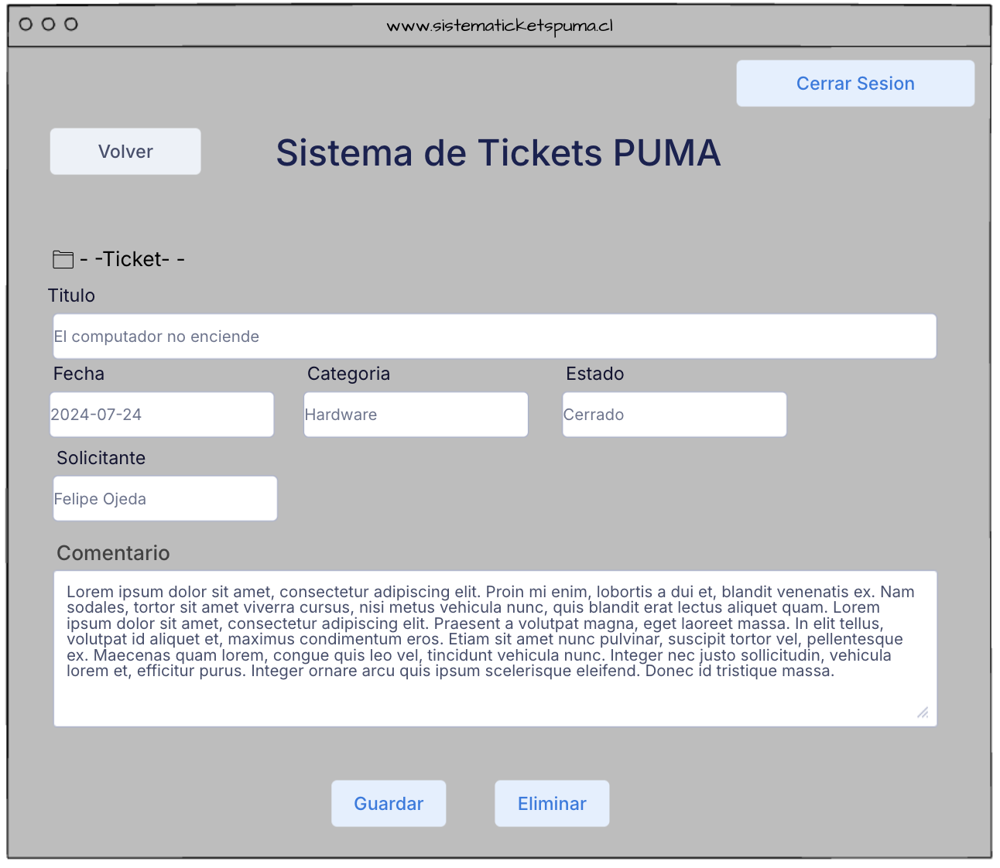 www.sistematicketspuma.cl
Cerrar Sesion
Volver
Sistema de Tickets PUMA
- -Ticket- -
Titulo
El computador no enciende
Fecha
Categoria
Estado
2024-07-24
Hardware
Cerrado
Solicitante
Felipe Ojeda
Comentario
Lorem ipsum dolor sit amet, consectetur adipiscing elit. Proin mi enim, lobortis a dui et, blandit venenatis ex. Nam
sodales, tortor sit amet viverra cursus, nisi metus vehicula nunc, quis blandit erat lectus aliquet quam. Lorem
ipsum dolor sit amet, consectetur adipiscing elit. Praesent a volutpat magna, eget laoreet massa. In elit tellus,
volutpat id aliquet et, maximus condimentum eros. Etiam sit amet nunc pulvinar, suscipit tortor vel, pellentesque
ex. Maecenas quam lorem, congue quis leo vel, tincidunt vehicula nunc. Integer nec justo sollicitudin, vehicula
lorem et, efficitur purus. Integer ornare arcu quis ipsum scelerisque eleifend. Donec id tristique massa.
Guardar
Eliminar